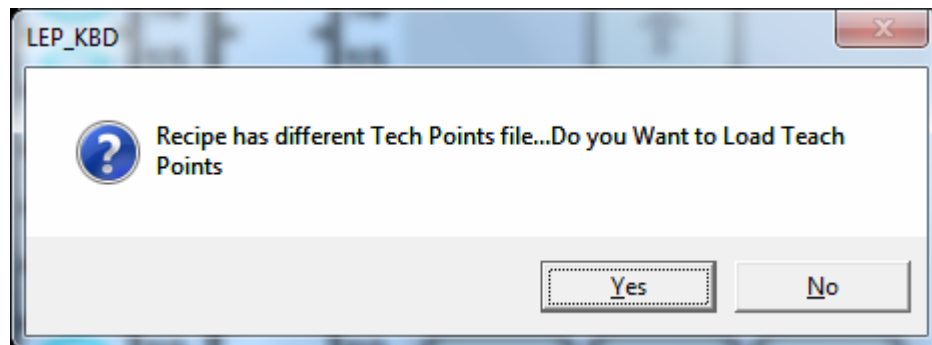 LEP_KBD
Recipe has different Tech Points file...Do you Want to Load Teach
Points
Yes
No